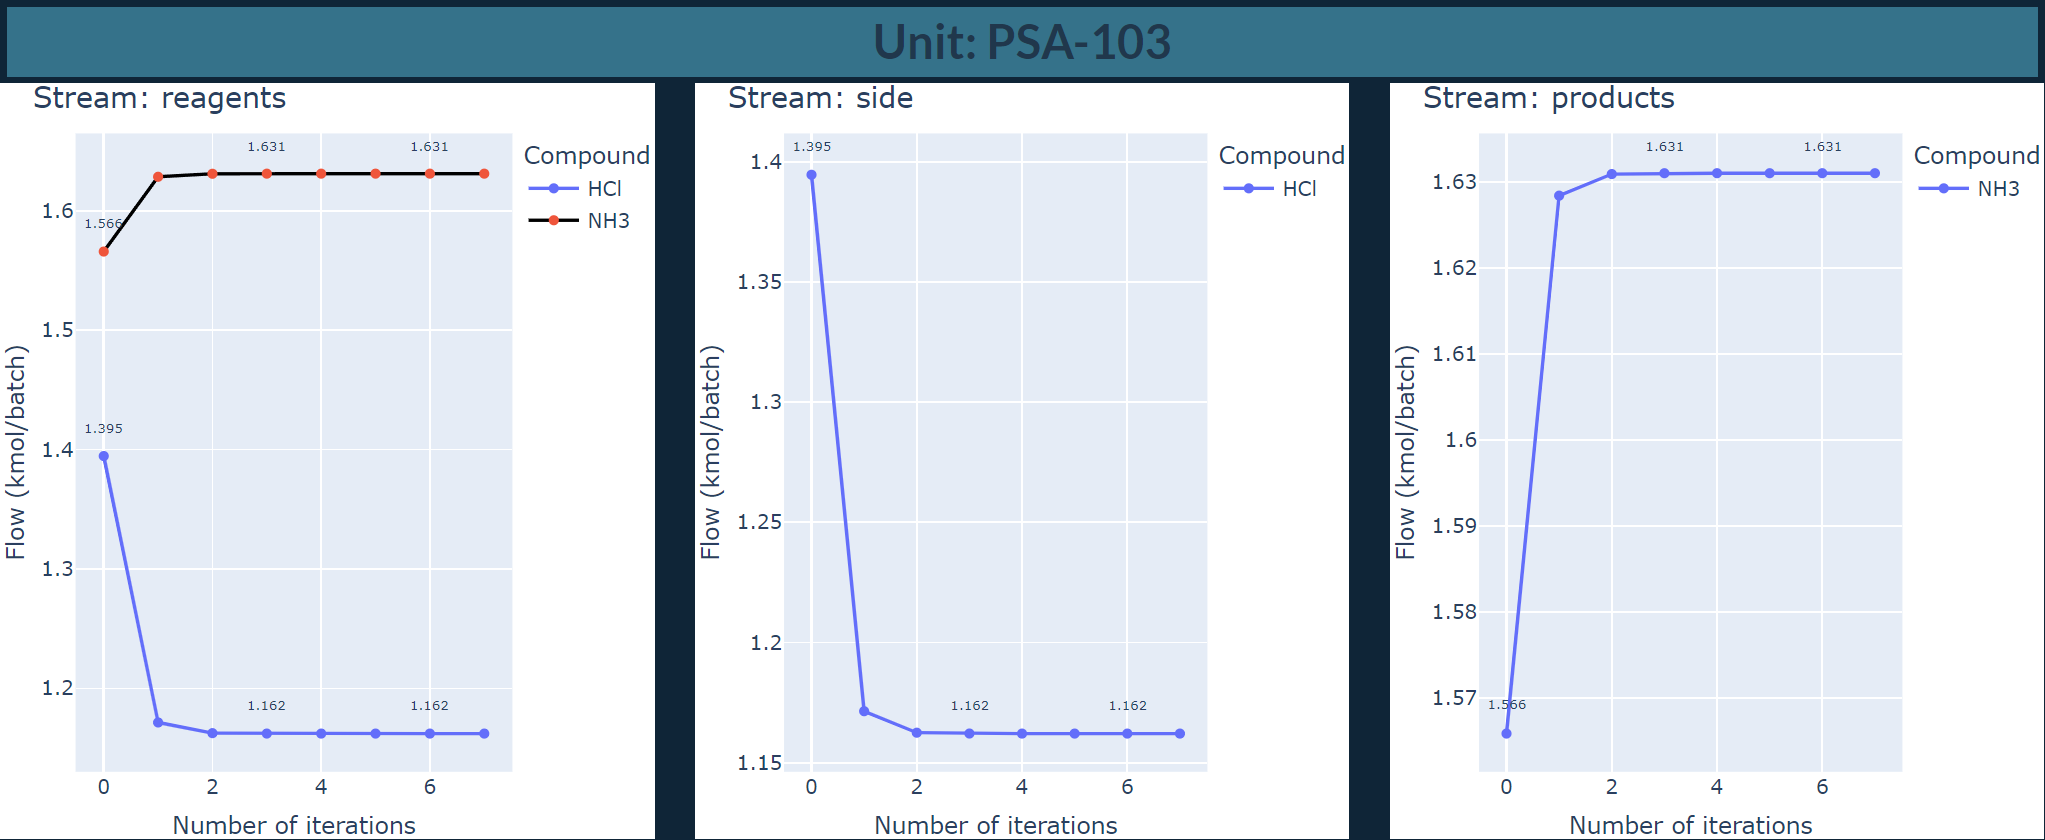 Unit: PSA-103
Stream: reagents
1.631
1.631
1.566
1.395
1.162
1.162
1.6
1.5
1.4
1.3
1.2
0
2
4
6
Flow (kmol/batch)
Number of iterations
Compound
HCl
NH3
Stream: side
1.395
1.162
1.162
1.4
1.35
1.3
1.25
1.2
1.15
0
2
4
6
Flow (kmol/batch)
Number of iterations
Compound
HCl
Stream: products
1.631
1.631
1.566
1.63
1.62
1.61
1.6
1.59
1.58
1.57
0
2
4
6
Flow (kmol/batch)
Number of iterations
Compound
NH3